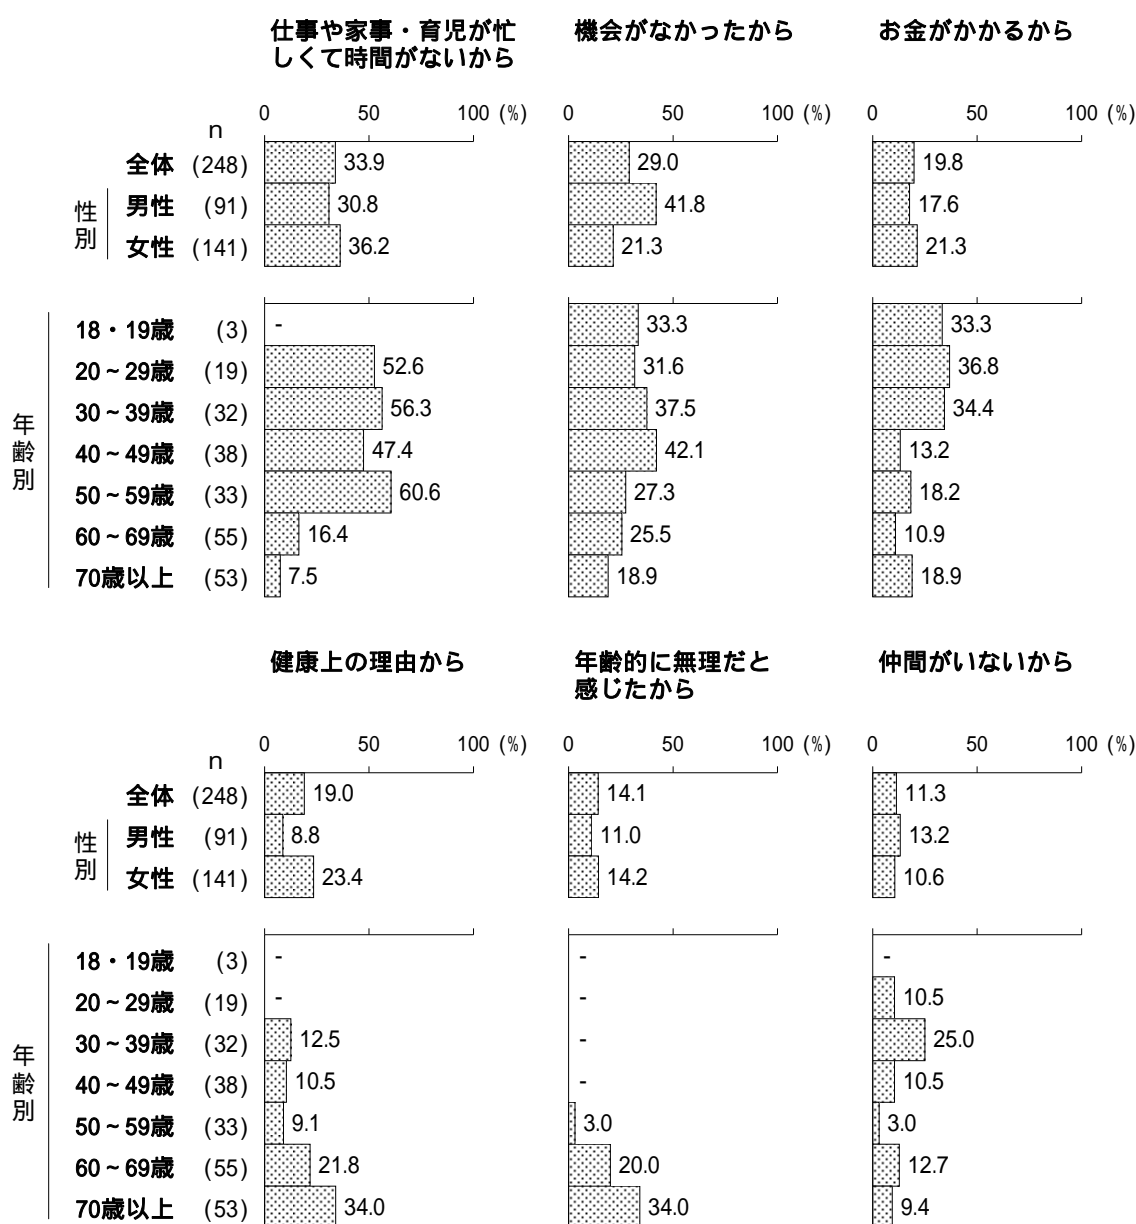 仕事や家事・育児が忙 機会がなかったから お金がかかるから
しくて時間がないから
0 50 100 (%) 0 50 100 (%) 0 50 100 (%)
n
全体 (248) 33.9 29.0 19.8
性別
男性 (91) 30.8 41.8 17.6
女性 (141) 36.2 21.3 21.3
年齢別
18・19歳 (3) - 33.3 33.3
20~29歳 (19) 52.6 31.6 36.8
30~39歳 (32) 56.3 37.5 34.4
40~49歳 (38) 47.4 42.1 13.2
50~59歳 (33) 60.6 27.3 18.2
60~69歳 (55) 16.4 25.5 10.9
70歳以上 (53) 7.5 18.9 18.9
健康上の理由から 年齢的に無理だと 仲間がいないから
感じたから
0 50 100 (%) 0 50 100 (%) 0 50 100 (%)
n
全体 (248) 19.0 14.1 11.3
性別
男性 (91) 8.8 11.0 13.2
女性 (141) 23.4 14.2 10.6
年齢別
18・19歳 (3) - - -
20~29歳 (19) - - 10.5
30~39歳 (32) 12.5 - 25.0
40~49歳 (38) 10.5 - 10.5
50~59歳 (33) 9.1 3.0 3.0
60~69歳 (55) 21.8 20.0 12.7
70歳以上 (53) 34.0 34.0 9.4